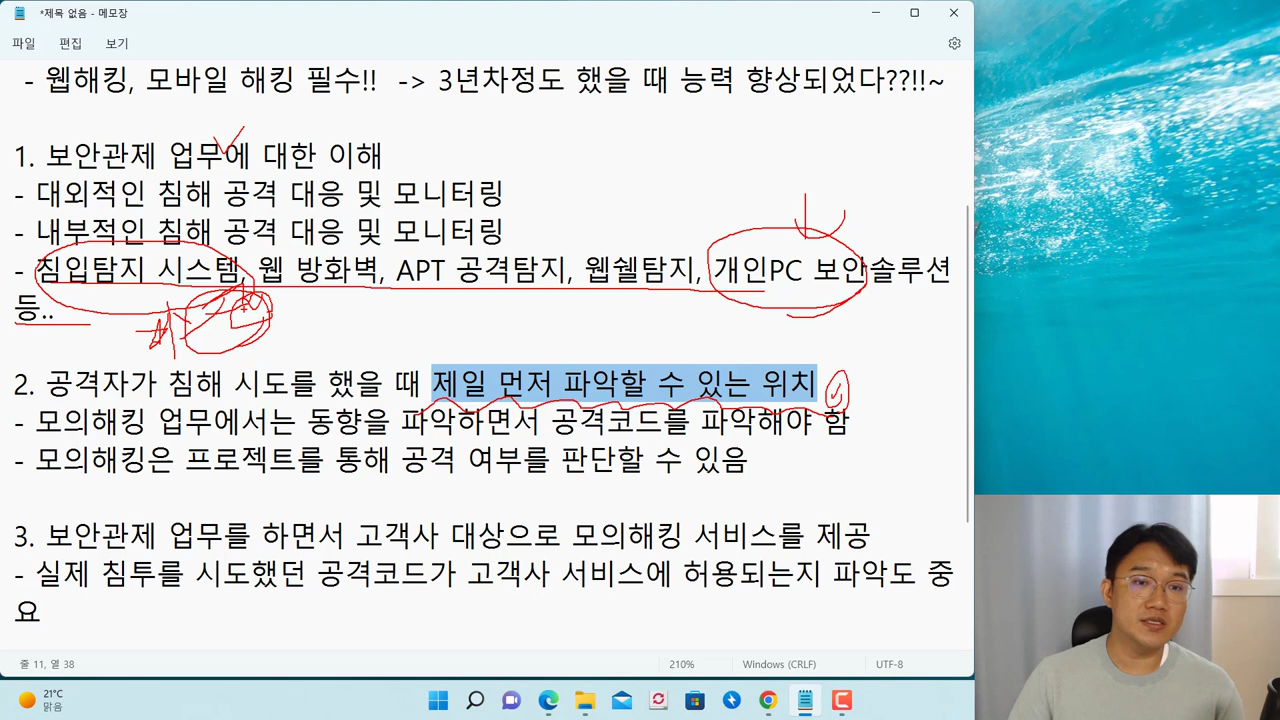 *제목 없음 - 메모장
파일 편집 보기
- 웹해킹, 모바일 해킹 필수!! -> 3년차정도 했을 때 능력 향상되었다??!!~
1. 보안관제 업무에 대한 이해
- 대외적인 침해 공격 대응 및 모니터링
- 내부적인 침해 공격 대응 및 모니터링
- 침입탐지 시스템, 웹 방화벽, APT 공격탐지, 웹쉘탐지, 개인PC 보안솔루션
등..
2. 공격자가 침해 시도를 했을 때 제일 먼저 파악할 수 있는 위치
- 모의해킹 업무에서는 동향을 파악하면서 공격코드를 파악해야 함
- 모의해킹은 프로젝트를 통해 공격 여부를 판단할 수 있음
3. 보안관제 업무를 하면서 고객사 대상으로 모의해킹 서비스를 제공
- 실제 침투를 시도했던 공격코드가 고객사 서비스에 허용되는지 파악도 중
요
줄 11, 열 38 210% Windows (CRLF) UTF-8
21°C
맑음